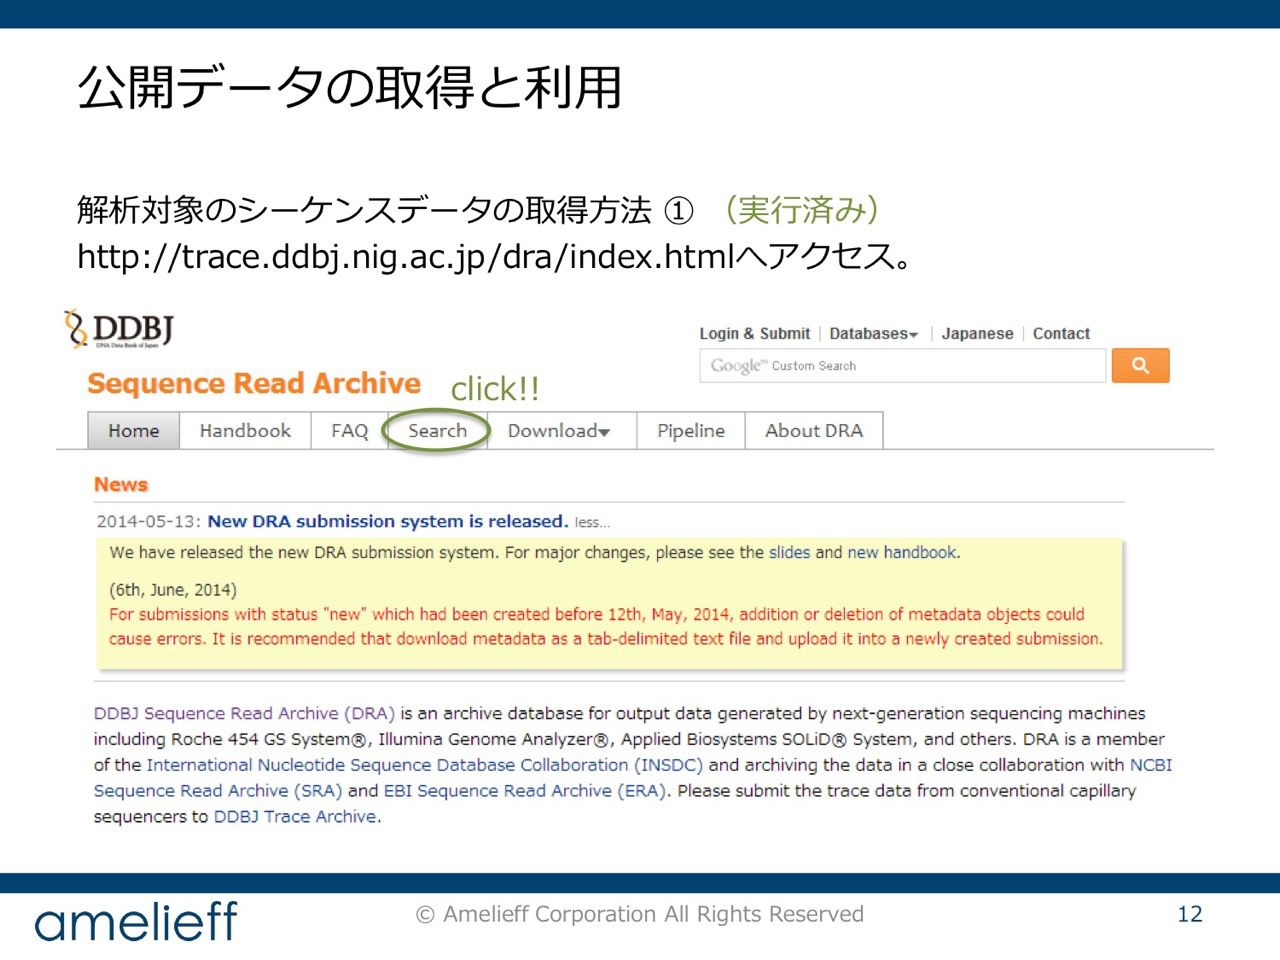 公開データの取得と利用
解析対象のシーケンスデータの取得方法 ① （実行済み）
http://trace.ddbj.nig.ac.jp/dra/index.htmlへアクセス。
DDBJ
DNA Data Bank of Japan
Login & Submit | Databases▾ | Japanese | Contact
Google™ Custom Search
Sequence Read Archive
click!!
Home Handbook FAQ Search Download▾ Pipeline About DRA
News
2014-05-13: New DRA submission system is released. less...
We have released the new DRA submission system. For major changes, please see the slides and new handbook.
(6th, June, 2014)
For submissions with status "new" which had been created before 12th, May, 2014, addition or deletion of metadata objects could
cause errors. It is recommended that download metadata as a tab-delimited text file and upload it into a newly created submission.
DDBJ Sequence Read Archive (DRA) is an archive database for output data generated by next-generation sequencing machines
including Roche 454 GS System®, Illumina Genome Analyzer®, Applied Biosystems SOLiD® System, and others. DRA is a member
of the International Nucleotide Sequence Database Collaboration (INSDC) and archiving the data in a close collaboration with NCBI
Sequence Read Archive (SRA) and EBI Sequence Read Archive (ERA). Please submit the trace data from conventional capillary
sequencers to DDBJ Trace Archive.
amelieff
© Amelieff Corporation All Rights Reserved
12